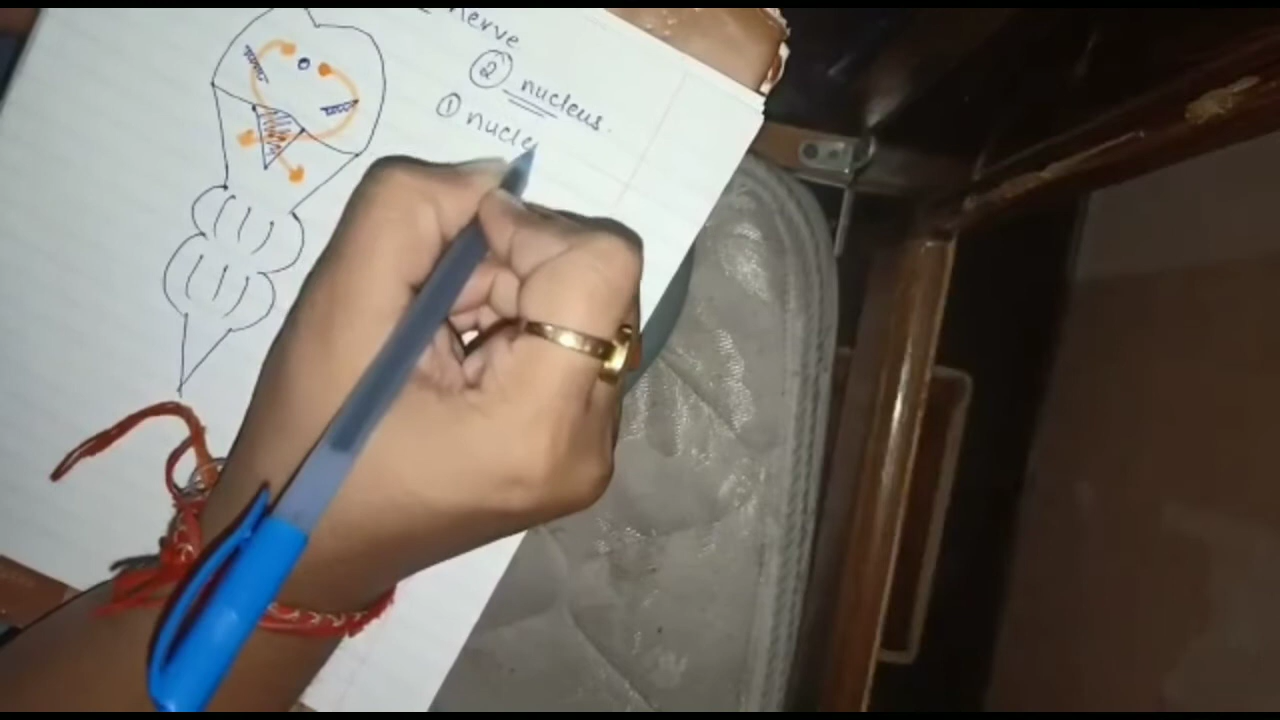 nerve
② nucleus.
① nucle